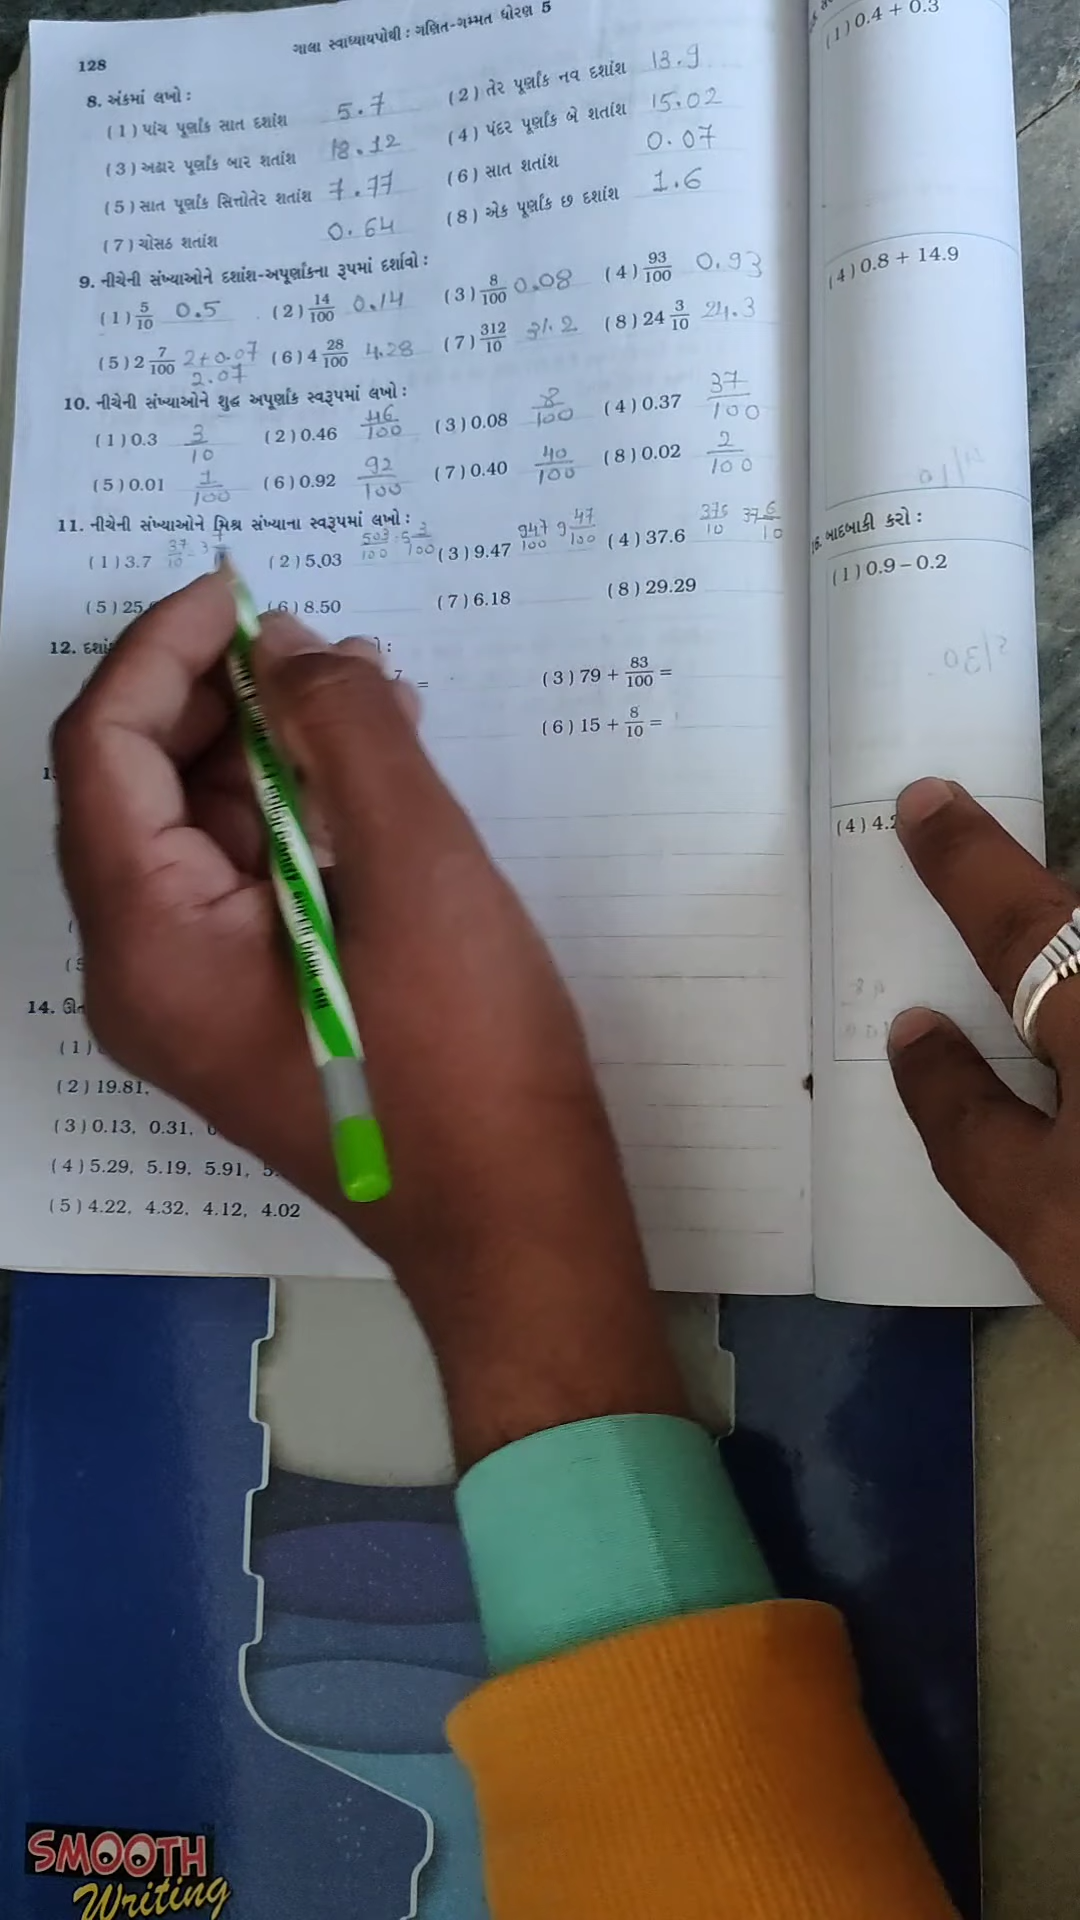 128 ગાલા સ્વાધ્યાયપોથી : ગણિત-ગમ્મત ધોરણ 5
8. અંકમાં લખો :
(1) પાંચ પૂર્ણાંક સાત દશાંશ 5.7 (2) તેર પૂર્ણાંક નવ દશાંશ 13.9
(3) અઢાર પૂર્ણાંક બાર શતાંશ 18.12 (4) પંદર પૂર્ણાંક બે શતાંશ 15.02
(5) સાત પૂર્ણાંક સિત્તોતેર શતાંશ 7.77 (6) સાત શતાંશ 0.07
(7) ચોસઠ શતાંશ 0.64 (8) એક પૂર્ણાંક છ દશાંશ 1.6
9. નીચેની સંખ્યાઓને દશાંશ-અપૂર્ણાંકના રૂપમાં દર્શાવો :
(1) 5/10 0.5 (2) 14/100 0.14 (3) 8/100 0.08 (4) 93/100 0.93
(5) 2 7/100 2+0.07 (6) 4 28/100 4.28 (7) 312/10 31.2 (8) 24 3/10 24.3
2.07
10. નીચેની સંખ્યાઓને શુદ્ધ અપૂર્ણાંક સ્વરૂપમાં લખો :
(1) 0.3 3/10 (2) 0.46 46/100 (3) 0.08 8/100 (4) 0.37 37/100
(5) 0.01 1/100 (6) 0.92 92/100 (7) 0.40 40/100 (8) 0.02 2/100
11. નીચેની સંખ્યાઓને મિશ્ર સંખ્યાના સ્વરૂપમાં લખો :
(1) 3.7 37/10 3 (2) 5.03 503/100 5 3/100 (3) 9.47 947/100 9 47/100 (4) 37.6 376/10 37 6/10
(5) 25 (6) 8.50 (7) 6.18 (8) 29.29
12.
= (3) 79 + 83/100 =
(6) 15 + 8/10 =
14.
(1)
(2) 19.81,
(3) 0.13, 0.31,
(4) 5.29, 5.19, 5.91,
(5) 4.22, 4.32, 4.12, 4.02
(1) 0.4 + 0.3
(4) 0.8 + 14.9
બાદબાકી કરો :
(1) 0.9 – 0.2
(4) 4.2
SMOOTH
Writing